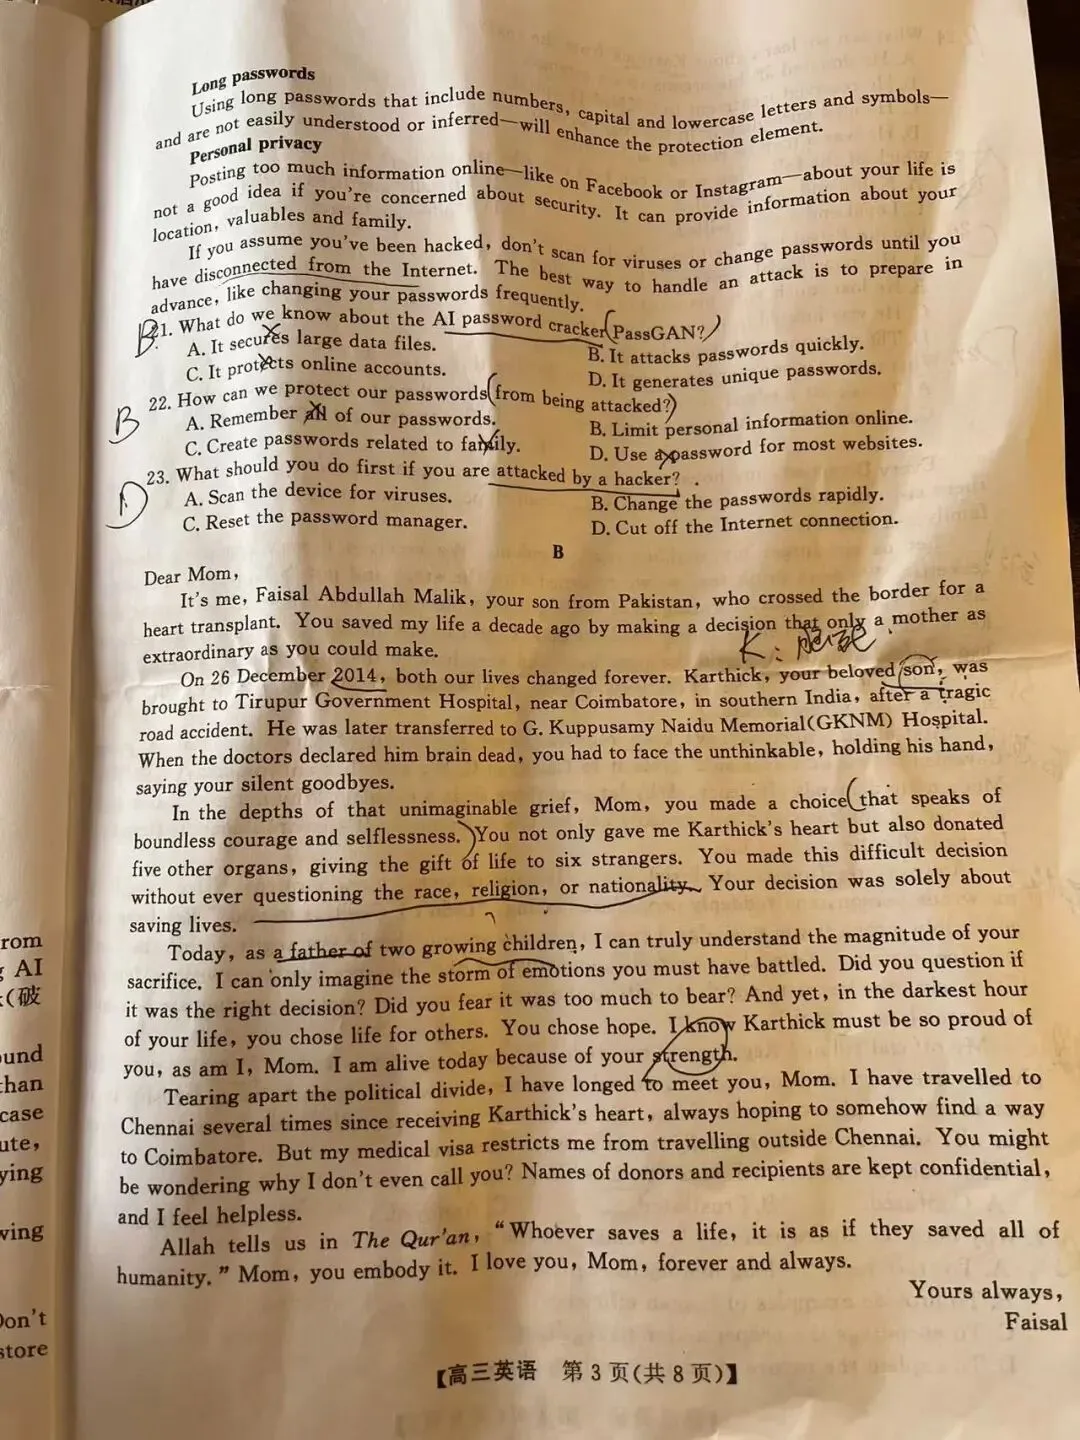 Long passwords
Using long passwords that include numbers, capital and lowercase letters and symbols—
and are not easily understood or inferred—will enhance the protection element.
Personal privacy
Posting too much information online—like on Facebook or Instagram—about your life is
not a good idea if you're concerned about security. It can provide information about your
location, valuables and family.
If you assume you've been hacked, don't scan for viruses or change passwords until you
have disconnected from the Internet. The best way to handle an attack is to prepare in
advance, like changing your passwords frequently.
B 21. What do we know about the AI password cracker(PassGAN?)
A. It secures large data files.
B. It attacks passwords quickly.
C. It protects online accounts.
D. It generates unique passwords.
B 22. How can we protect our passwords(from being attacked?)
A. Remember all of our passwords.
B. Limit personal information online.
C. Create passwords related to family.
D. Use a password for most websites.
D 23. What should you do first if you are attacked by a hacker?
A. Scan the device for viruses.
B. Change the passwords rapidly.
C. Reset the password manager.
D. Cut off the Internet connection.
B
Dear Mom,
It's me, Faisal Abdullah Malik, your son from Pakistan, who crossed the border for a
heart transplant. You saved my life a decade ago by making a decision that only a mother as
extraordinary as you could make.
K:
On 26 December 2014, both our lives changed forever. Karthick, your beloved son, was
brought to Tirupur Government Hospital, near Coimbatore, in southern India, after a tragic
road accident. He was later transferred to G. Kuppusamy Naidu Memorial(GKNM) Hospital.
When the doctors declared him brain dead, you had to face the unthinkable, holding his hand,
saying your silent goodbyes.
In the depths of that unimaginable grief, Mom, you made a choice(that speaks of
boundless courage and selflessness.)You not only gave me Karthick's heart but also donated
five other organs, giving the gift of life to six strangers. You made this difficult decision
without ever questioning the race, religion, or nationality. Your decision was solely about
saving lives.
Today, as a father of two growing children, I can truly understand the magnitude of your
sacrifice. I can only imagine the storm of emotions you must have battled. Did you question if
it was the right decision? Did you fear it was too much to bear? And yet, in the darkest hour
of your life, you chose life for others. You chose hope. I know Karthick must be so proud of
you, as am I, Mom. I am alive today because of your strength.
Tearing apart the political divide, I have longed to meet you, Mom. I have travelled to
Chennai several times since receiving Karthick's heart, always hoping to somehow find a way
to Coimbatore. But my medical visa restricts me from travelling outside Chennai. You might
be wondering why I don't even call you? Names of donors and recipients are kept confidential,
and I feel helpless.
Allah tells us in The Qur'an, “Whoever saves a life, it is as if they saved all of
humanity.” Mom, you embody it. I love you, Mom, forever and always.
Yours always,
Faisal
【高三英语 第3页(共8页)】
rom
AI
(破
ound
than
case
ute,
ying
ving
Don't
store